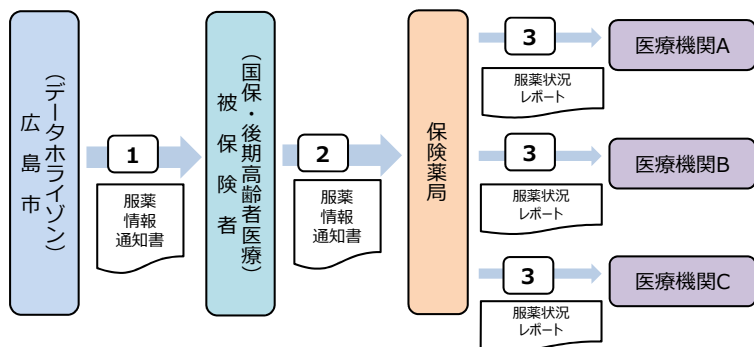 広島市
(データホライゾン)
1
服薬
情報
通知書
被保険者
(国保・後期高齢者医療)
2
服薬
情報
通知書
保険薬局
3
服薬状況
レポート
医療機関A
3
服薬状況
レポート
医療機関B
3
服薬状況
レポート
医療機関C